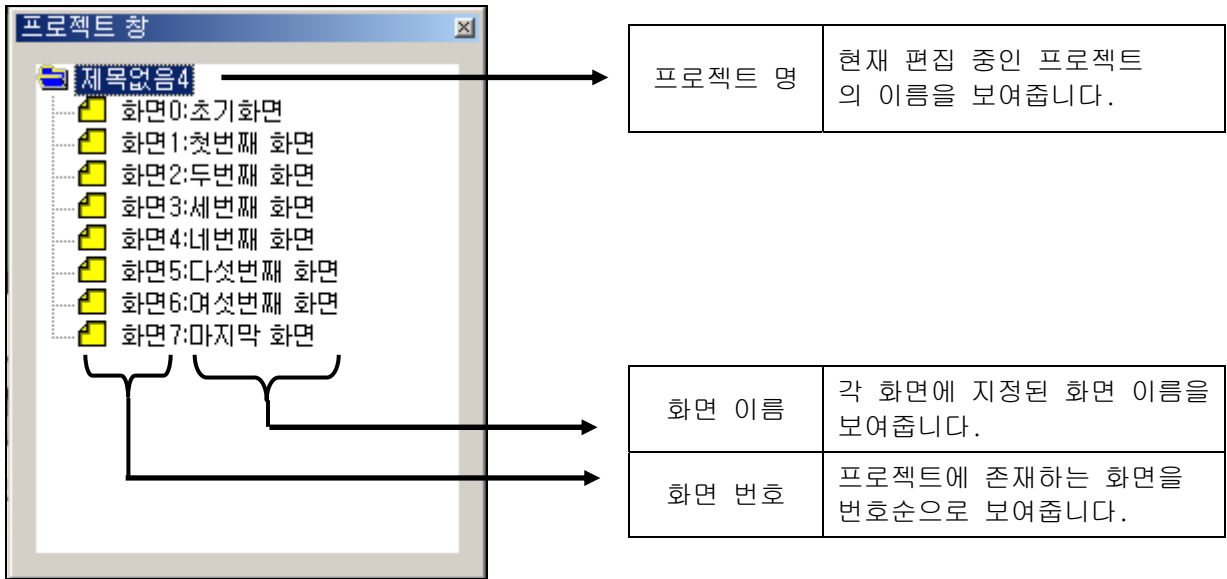 프로젝트 창
제목없음4
화면0:초기화면
화면1:첫번째 화면
화면2:두번째 화면
화면3:세번째 화면
화면4:네번째 화면
화면5:다섯번째 화면
화면6:여섯번째 화면
화면7:마지막 화면
프로젝트 명
현재 편집 중인 프로젝트
의 이름을 보여줍니다.
화면 이름
각 화면에 지정된 화면 이름을
보여줍니다.
화면 번호
프로젝트에 존재하는 화면을
번호순으로 보여줍니다.